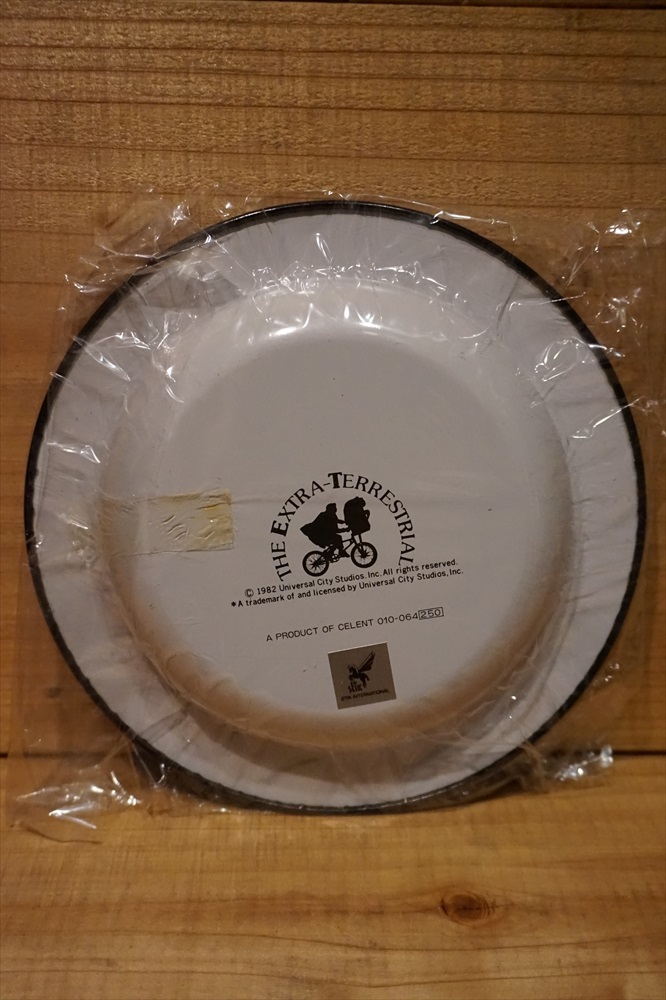 THE EXTRA-TERRESTRIAL
© 1982 Universal City Studios. Inc. All rights reserved.
*A trademark of and licensed by Universal City Studios, Inc.
A PRODUCT OF CELENT 010-064 250
INTERNATIONAL